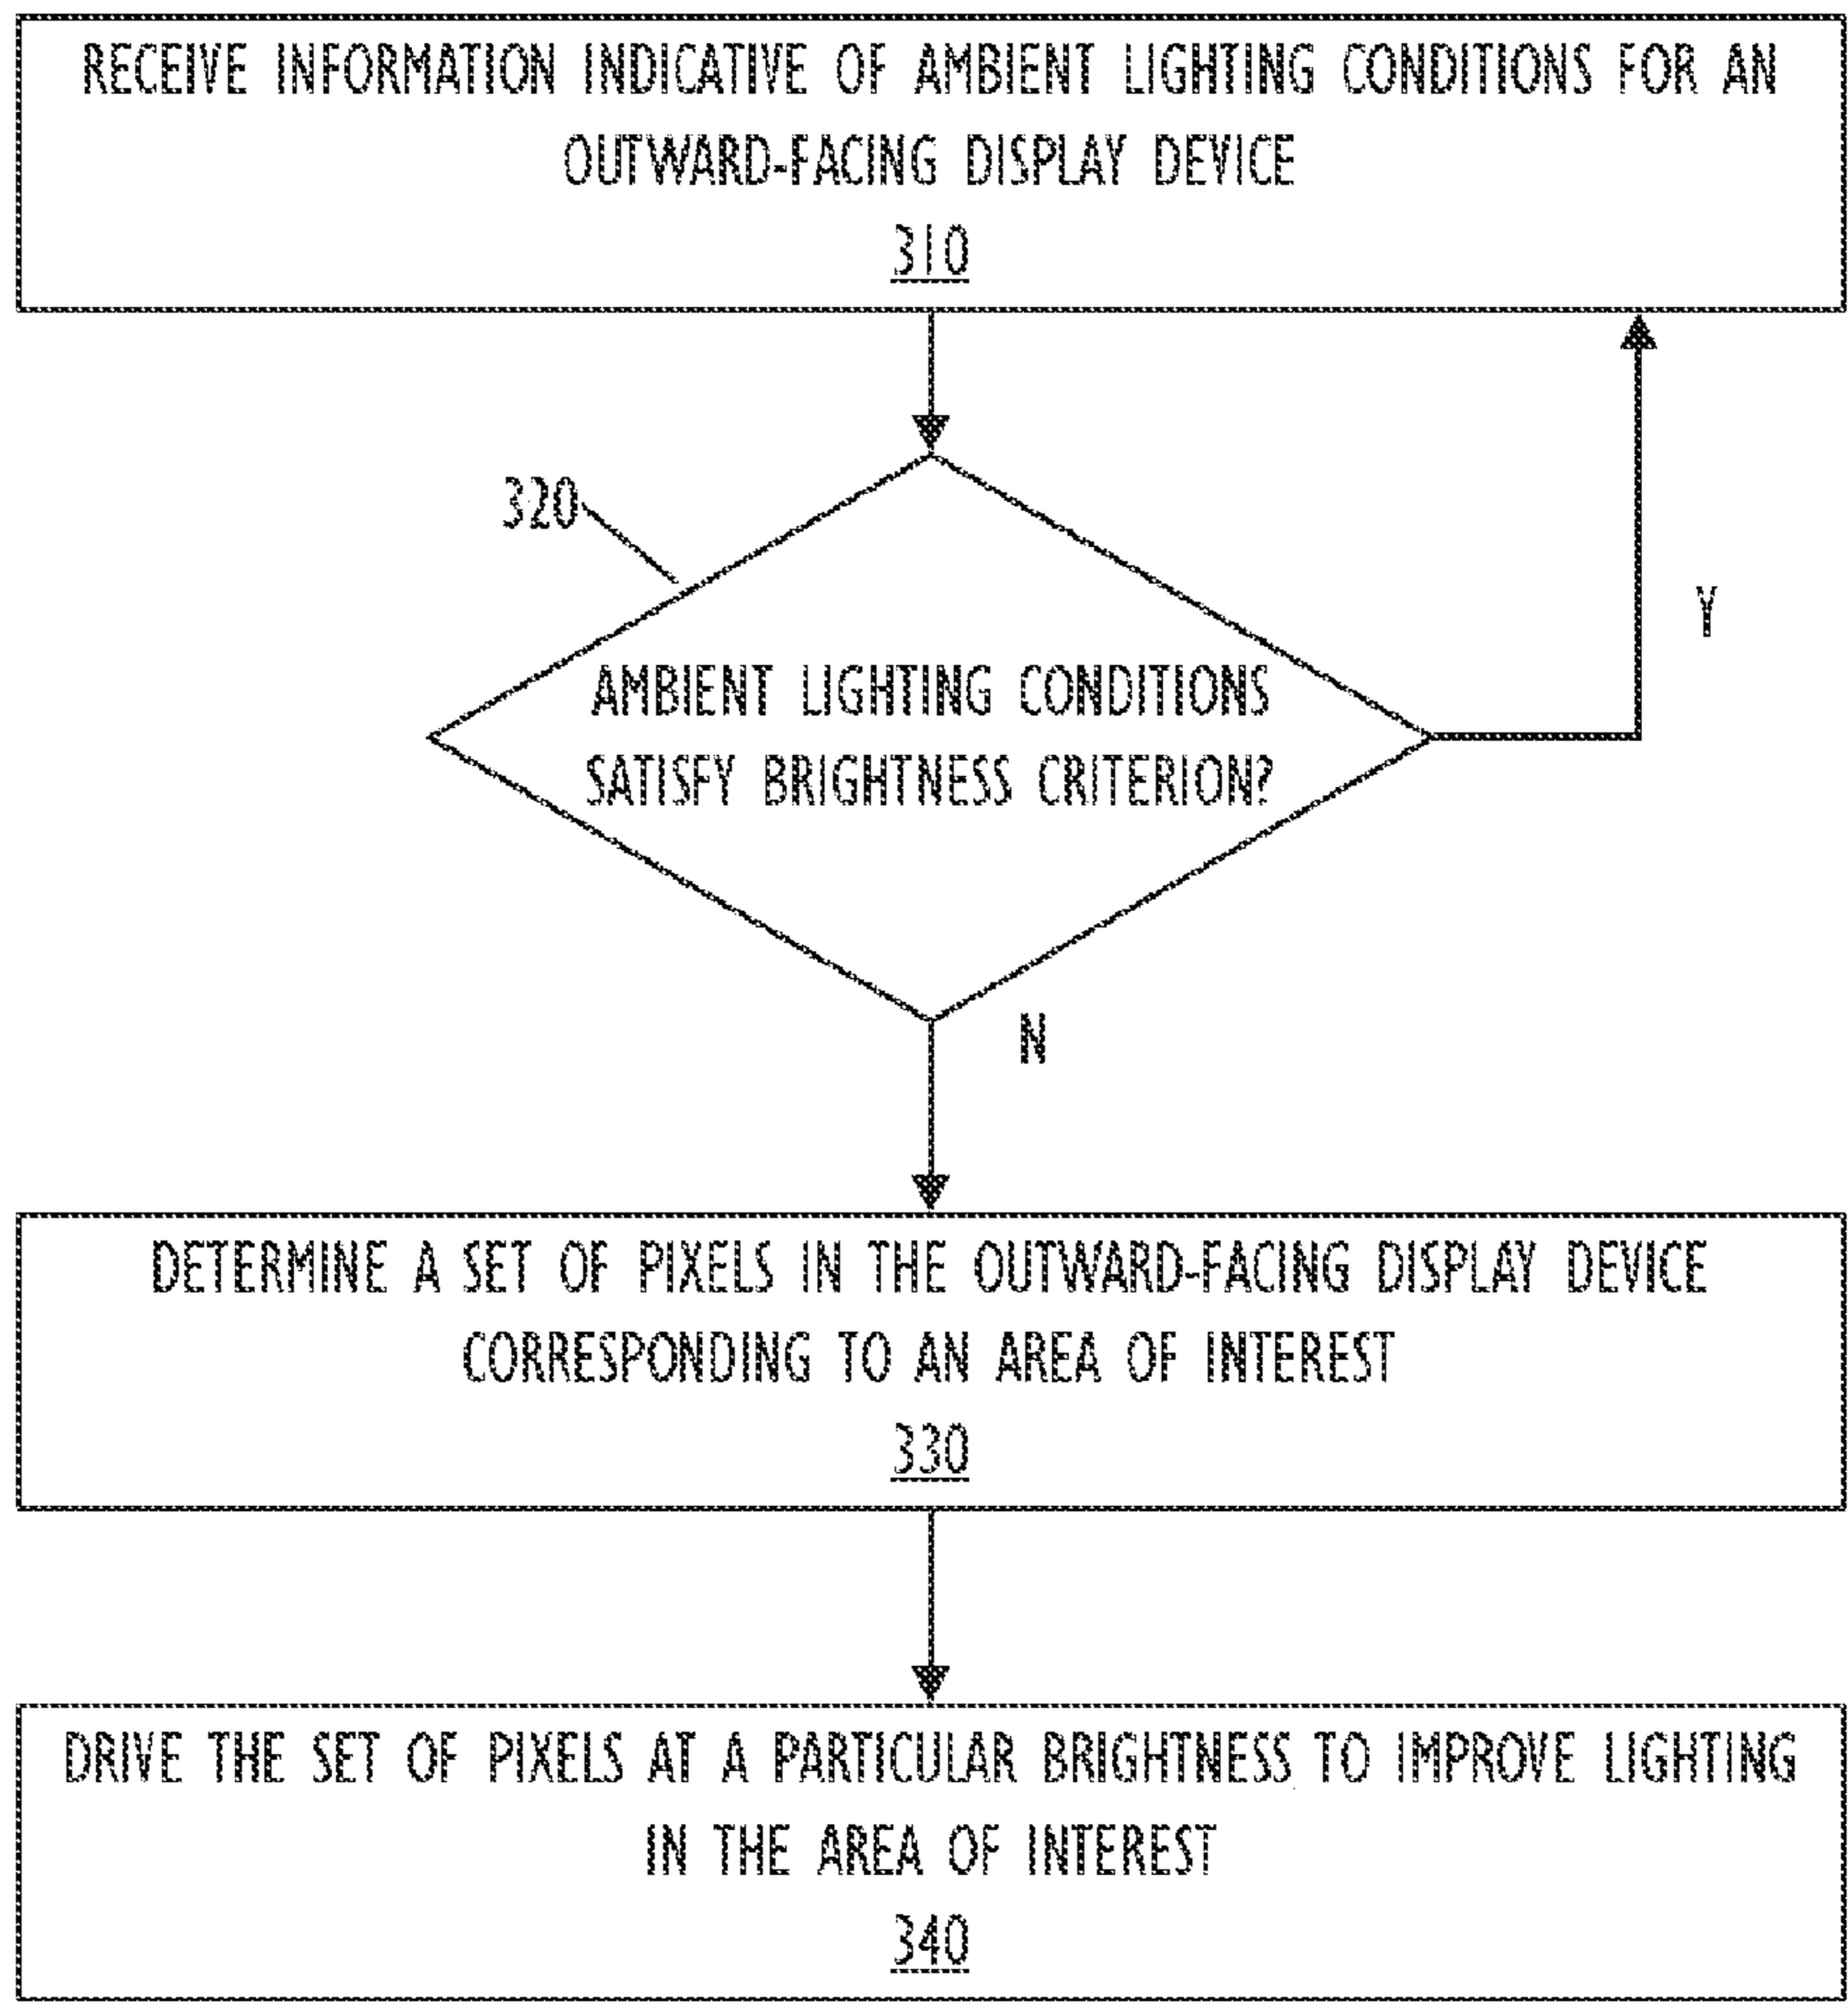 RECEIVE INFORMATION INDICATIVE OF AMBIENT LIGHTING CONDITIONS FOR AN
OUTWARD-FACING DISPLAY DEVICE
310
320
Y
AMBIENT LIGHTING CONDITIONS
SATISFY BRIGHTNESS CRITERION?
N
DETERMINE A SET OF PIXELS IN THE OUTWARD-FACING DISPLAY DEVICE
CORRESPONDING TO AN AREA OF INTEREST
330
DRIVE THE SET OF PIXELS AT A PARTICULAR BRIGHTNESS TO IMPROVE LIGHTING
IN THE AREA OF INTEREST
340